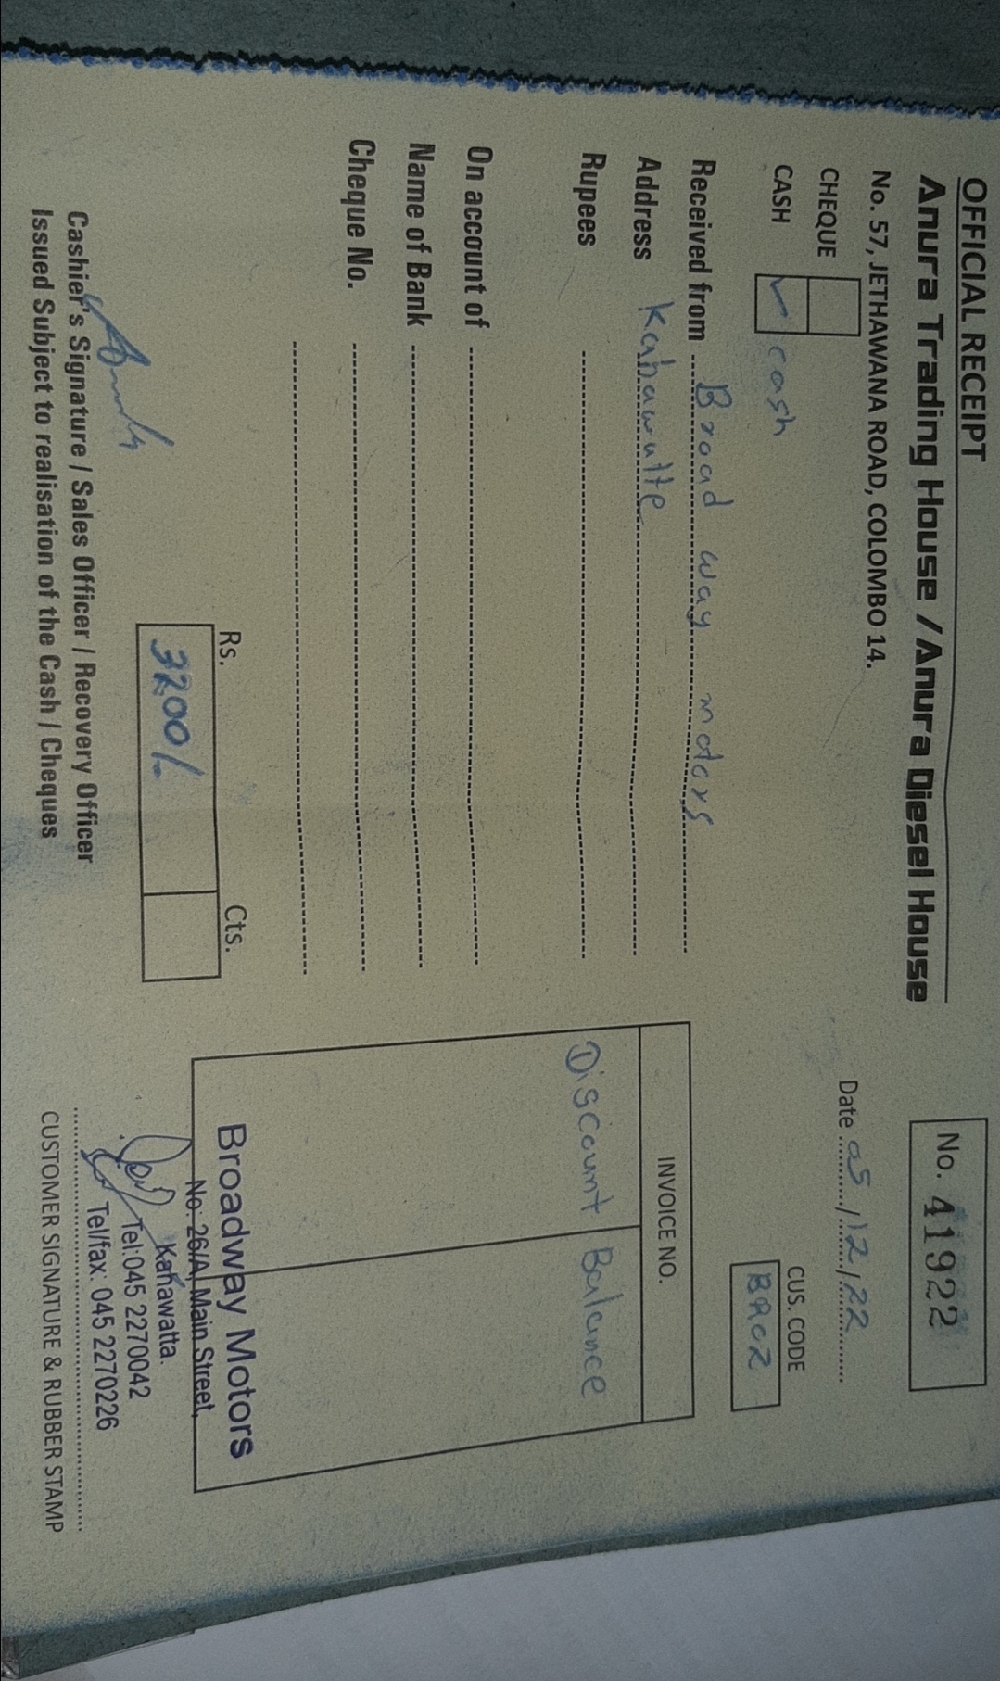 OFFICIAL RECEIPT
Anura Trading House / Anura Diesel House
No. 57, JETHAWANA ROAD, COLOMBO 14.
No. 41922
Date 05/12/22
CHEQUE
CASH ✓ cash
CUS. CODE
BR02
Received from Broad way motors
Address Kahawatte
Rupees
On account of
Name of Bank
Cheque No.
INVOICE NO.
Discount Balance
Rs. Cts.
3200/-
Broadway Motors
No: 26/A, Main Street,
Kahawatta.
Tel:045 2270042
Tel/fax: 045 2270226
Cashier's Signature / Sales Officer / Recovery Officer
Issued Subject to realisation of the Cash / Cheques
CUSTOMER SIGNATURE & RUBBER STAMP